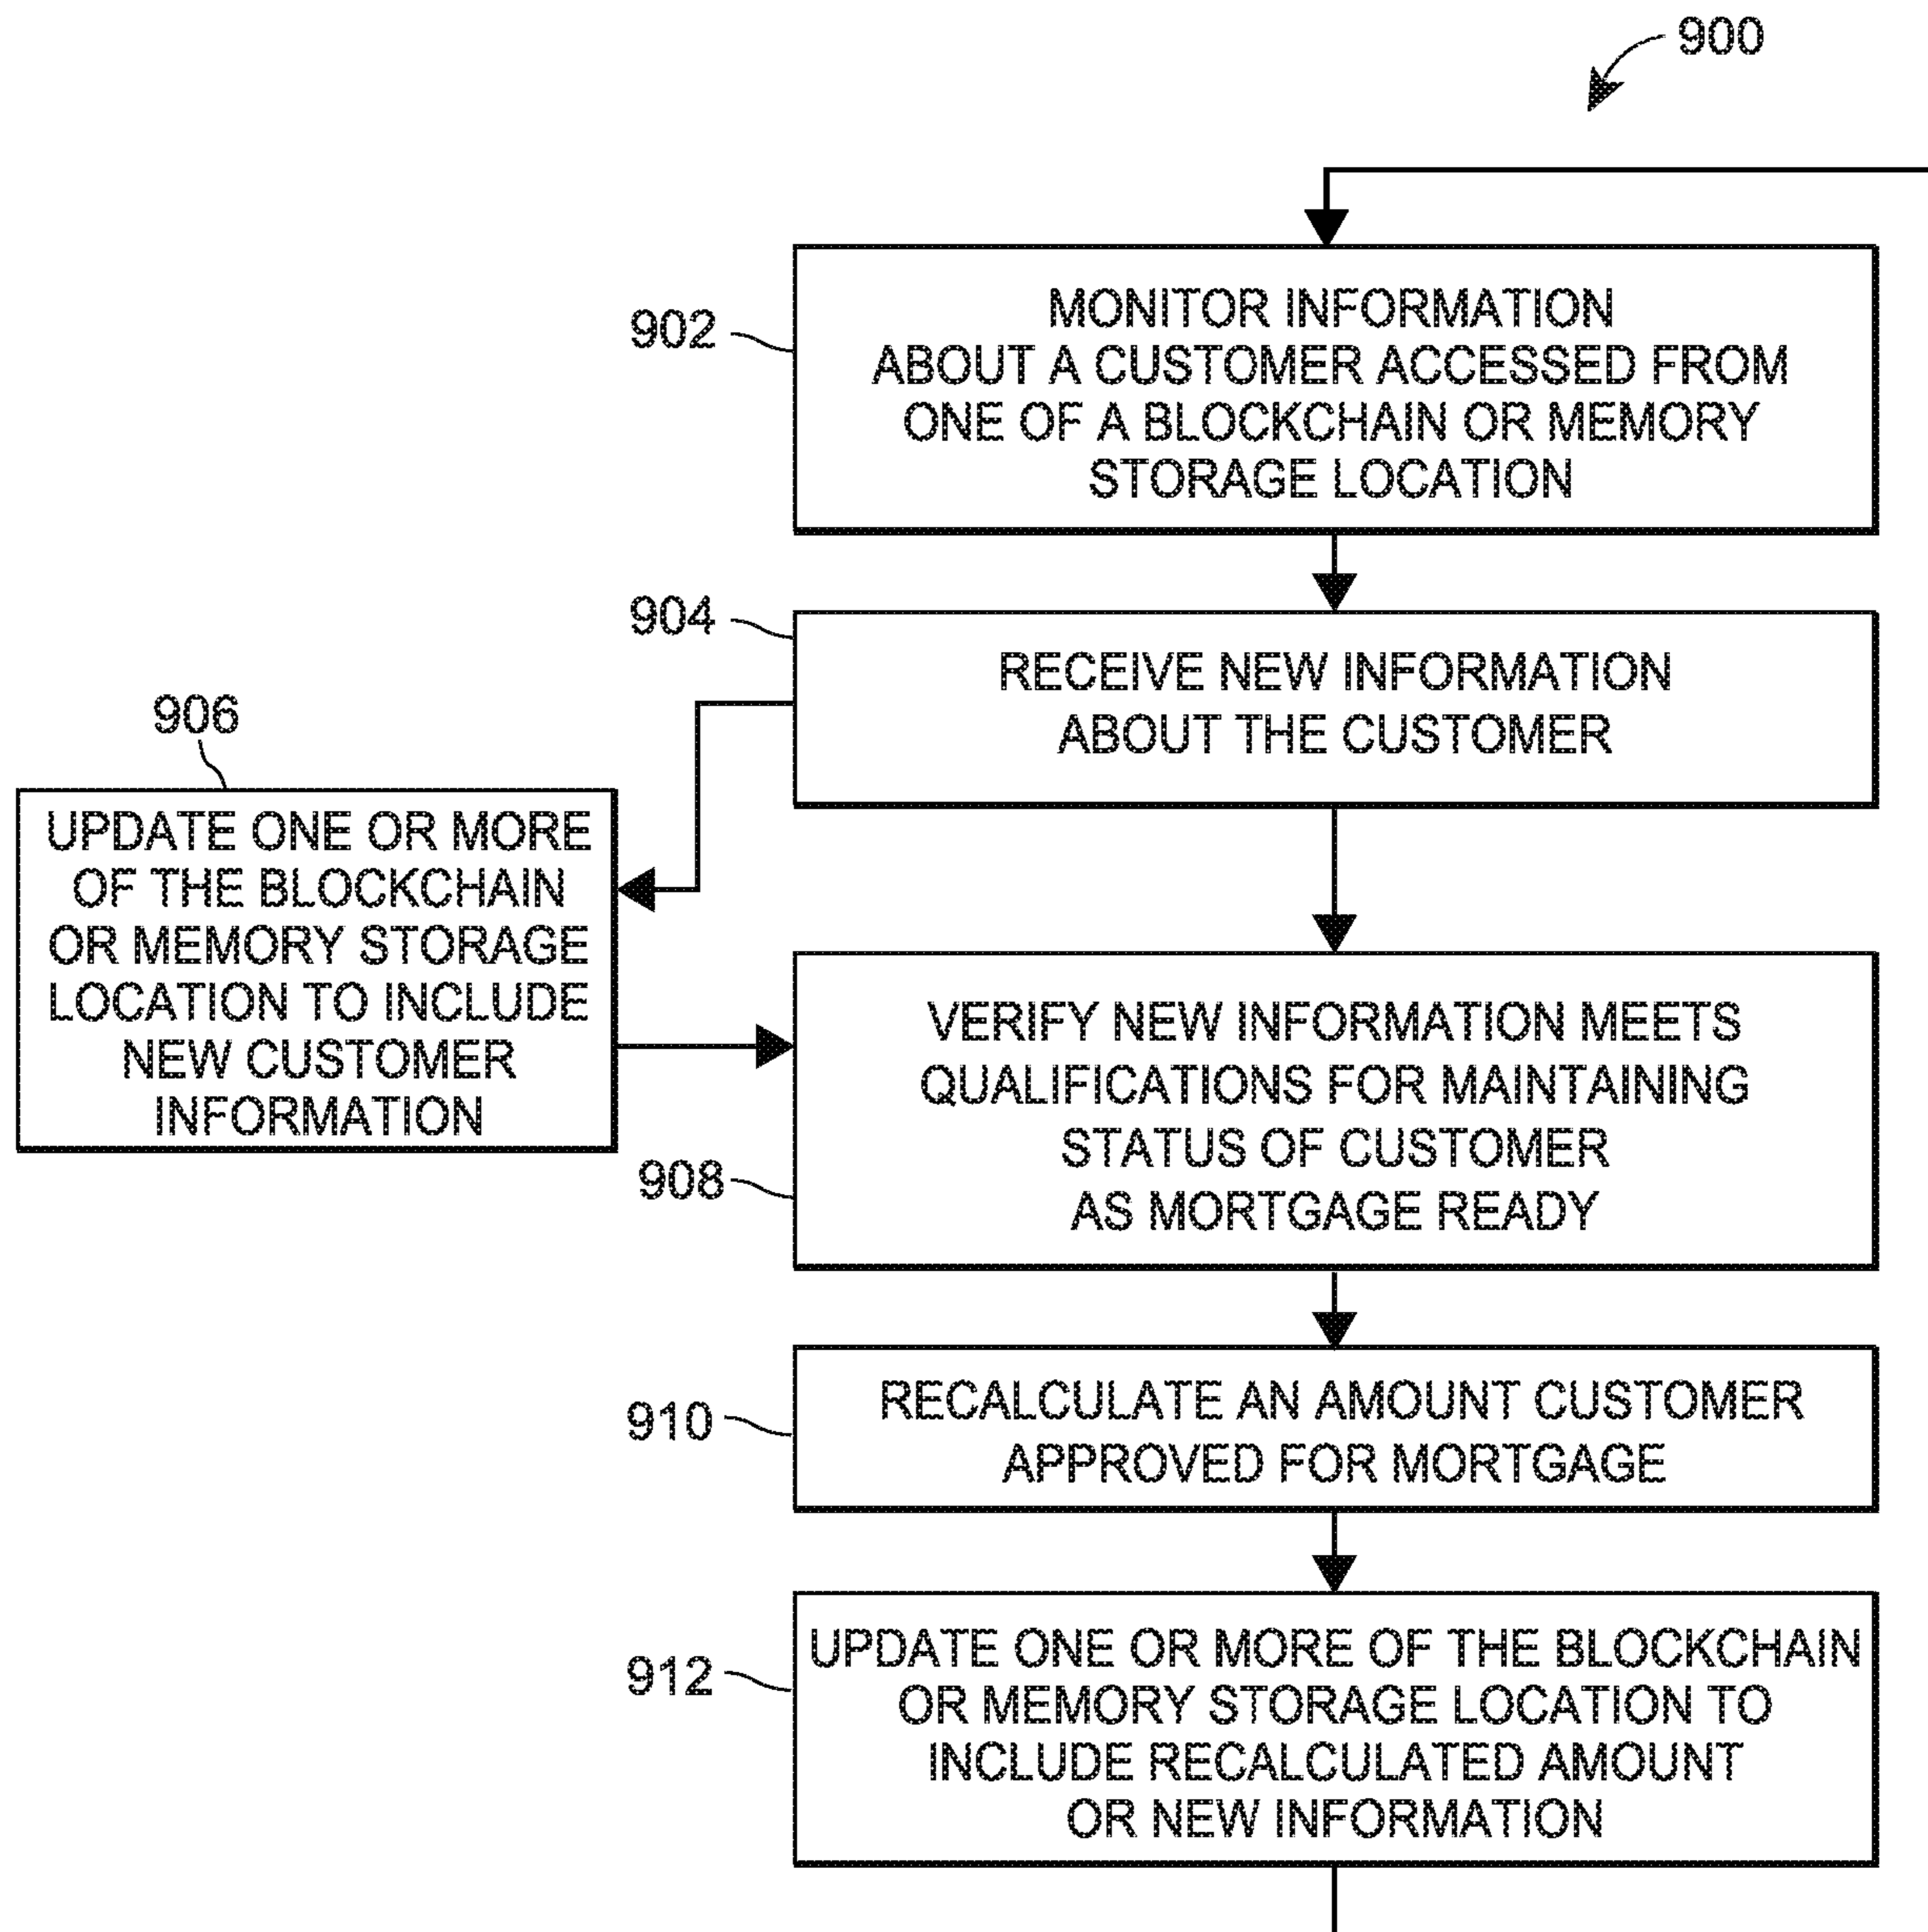 900
902
MONITOR INFORMATION
ABOUT A CUSTOMER ACCESSED FROM
ONE OF A BLOCKCHAIN OR MEMORY
STORAGE LOCATION
904
RECEIVE NEW INFORMATION
ABOUT THE CUSTOMER
906
UPDATE ONE OR MORE
OF THE BLOCKCHAIN
OR MEMORY STORAGE
LOCATION TO INCLUDE
NEW CUSTOMER
INFORMATION
908
VERIFY NEW INFORMATION MEETS
QUALIFICATIONS FOR MAINTAINING
STATUS OF CUSTOMER
AS MORTGAGE READY
910
RECALCULATE AN AMOUNT CUSTOMER
APPROVED FOR MORTGAGE
912
UPDATE ONE OR MORE OF THE BLOCKCHAIN
OR MEMORY STORAGE LOCATION TO
INCLUDE RECALCULATED AMOUNT
OR NEW INFORMATION